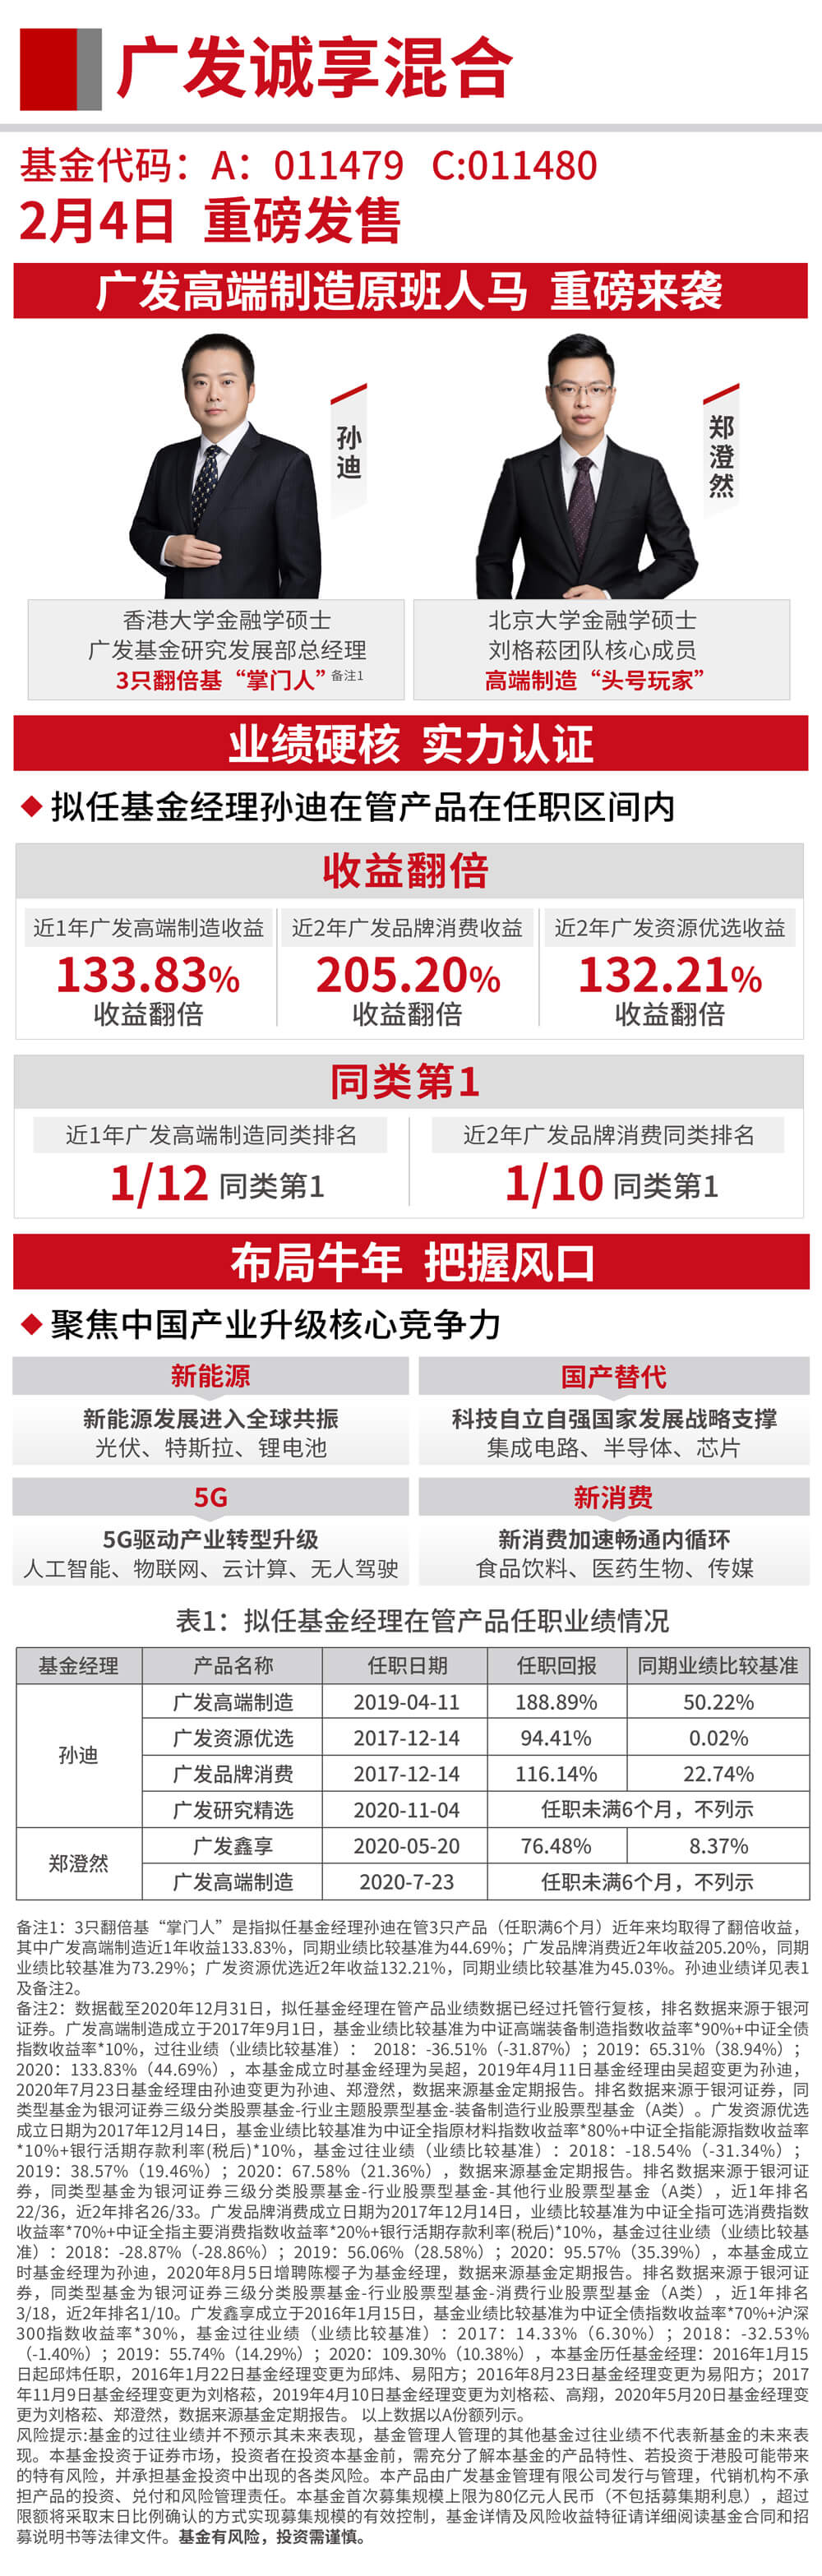 广发诚享混合
基金代码：A：011479 C:011480
2月4日 重磅发售
广发高端制造原班人马 重磅来袭
孙迪
郑澄然
香港大学金融学硕士
广发基金研究发展部总经理
3只翻倍基“掌门人”备注1
北京大学金融学硕士
刘格菘团队核心成员
高端制造“头号玩家”
业绩硬核 实力认证
◆拟任基金经理孙迪在管产品在任职区间内
收益翻倍
近1年广发高端制造收益
133.83%
收益翻倍
近2年广发品牌消费收益
205.20%
收益翻倍
近2年广发资源优选收益
132.21%
收益翻倍
同类第1
近1年广发高端制造同类排名
1/12 同类第1
近2年广发品牌消费同类排名
1/10 同类第1
布局牛年 把握风口
◆聚焦中国产业升级核心竞争力
新能源
新能源发展进入全球共振
光伏、特斯拉、锂电池
国产替代
科技自立自强国家发展战略支撑
集成电路、半导体、芯片
5G
5G驱动产业转型升级
人工智能、物联网、云计算、无人驾驶
新消费
新消费加速畅通内循环
食品饮料、医药生物、传媒
表1：拟任基金经理在管产品任职业绩情况
基金经理 产品名称 任职日期 任职回报 同期业绩比较基准
孙迪
广发高端制造 2019-04-11 188.89% 50.22%
广发资源优选 2017-12-14 94.41% 0.02%
广发品牌消费 2017-12-14 116.14% 22.74%
广发研究精选 2020-11-04 任职未满6个月，不列示
郑澄然
广发鑫享 2020-05-20 76.48% 8.37%
广发高端制造 2020-7-23 任职未满6个月，不列示
备注1：3只翻倍基“掌门人”是指拟任基金经理孙迪在管3只产品（任职满6个月）近年来均取得了翻倍收益，
其中广发高端制造近1年收益133.83%，同期业绩比较基准为44.69%；广发品牌消费近2年收益205.20%，同期
业绩比较基准为73.29%；广发资源优选近2年收益132.21%，同期业绩比较基准为45.03%。孙迪业绩详见表1
及备注2。
备注2：数据截至2020年12月31日，拟任基金经理在管产品业绩数据已经过托管行复核，排名数据来源于银河
证券。广发高端制造成立于2017年9月1日，基金业绩比较基准为中证高端装备制造指数收益率*90%+中证全债
指数收益率*10%，过往业绩（业绩比较基准）： 2018：-36.51%（-31.87%）；2019：65.31%（38.94%）；
2020：133.83%（44.69%），本基金成立时基金经理为吴超，2019年4月11日基金经理由吴超变更为孙迪，
2020年7月23日基金经理由孙迪变更为孙迪、郑澄然，数据来源基金定期报告。排名数据来源于银河证券，同
类型基金为银河证券三级分类股票基金-行业主题股票型基金-装备制造行业股票型基金（A类）。广发资源优选
成立日期为2017年12月14日，基金业绩比较基准为中证全指原材料指数收益率*80%+中证全指能源指数收益率
*10%+银行活期存款利率(税后)*10%，基金过往业绩（业绩比较基准）：2018：-18.54%（-31.34%）；
2019：38.57%（19.46%）；2020：67.58%（21.36%），数据来源基金定期报告。排名数据来源于银河证
券，同类型基金为银河证券三级分类股票基金-行业股票型基金-其他行业股票型基金（A类），近1年排名
22/36，近2年排名26/33。广发品牌消费成立日期为2017年12月14日，业绩比较基准为中证全指可选消费指数
收益率*70%+中证全指主要消费指数收益率*20%+银行活期存款利率(税后)*10%，基金过往业绩（业绩比较基
准）：2018：-28.87%（-28.86%）；2019：56.06%（28.58%）；2020：95.57%（35.39%），本基金成立
时基金经理为孙迪，2020年8月5日增聘陈樱子为基金经理，数据来源基金定期报告。排名数据来源于银河证
券，同类型基金为银河证券三级分类股票基金-行业股票型基金-消费行业股票型基金（A类），近1年排名
3/18，近2年排名1/10。广发鑫享成立于2016年1月15日，基金业绩比较基准为中证全债指数收益率*70%+沪深
300指数收益率*30%，基金过往业绩（业绩比较基准）：2017：14.33%（6.30%）；2018：-32.53%
（-1.40%）；2019：55.74%（14.29%）；2020：109.30%（10.38%），本基金历任基金经理：2016年1月15
日起邱炜任职，2016年1月22日基金经理变更为邱炜、易阳方；2016年8月23日基金经理变更为易阳方；2017
年11月9日基金经理变更为刘格菘，2019年4月10日基金经理变更为刘格菘、高翔，2020年5月20日基金经理变
更为刘格菘、郑澄然，数据来源基金定期报告。 以上数据以A份额列示。
风险提示:基金的过往业绩并不预示其未来表现，基金管理人管理的其他基金过往业绩不代表新基金的未来表
现。本基金投资于证券市场，投资者在投资本基金前，需充分了解本基金的产品特性、若投资于港股可能带来
的特有风险，并承担基金投资中出现的各类风险。本产品由广发基金管理有限公司发行与管理，代销机构不承
担产品的投资、兑付和风险管理责任。本基金首次募集规模上限为80亿元人民币（不包括募集期利息），超过
限额将采取末日比例确认的方式实现募集规模的有效控制，基金详情及风险收益特征请详细阅读基金合同和招
募说明书等法律文件。基金有风险，投资需谨慎。